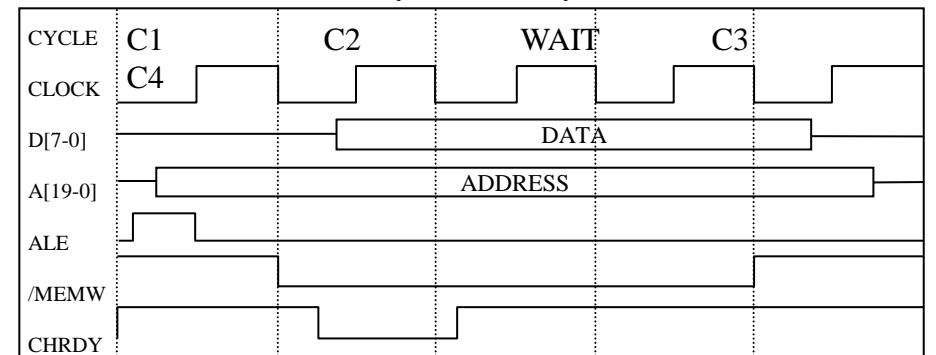 CYCLE C1 C2 WAIT C3
C4
CLOCK
D[7-0] DATA
A[19-0] ADDRESS
ALE
/MEMW
CHRDY